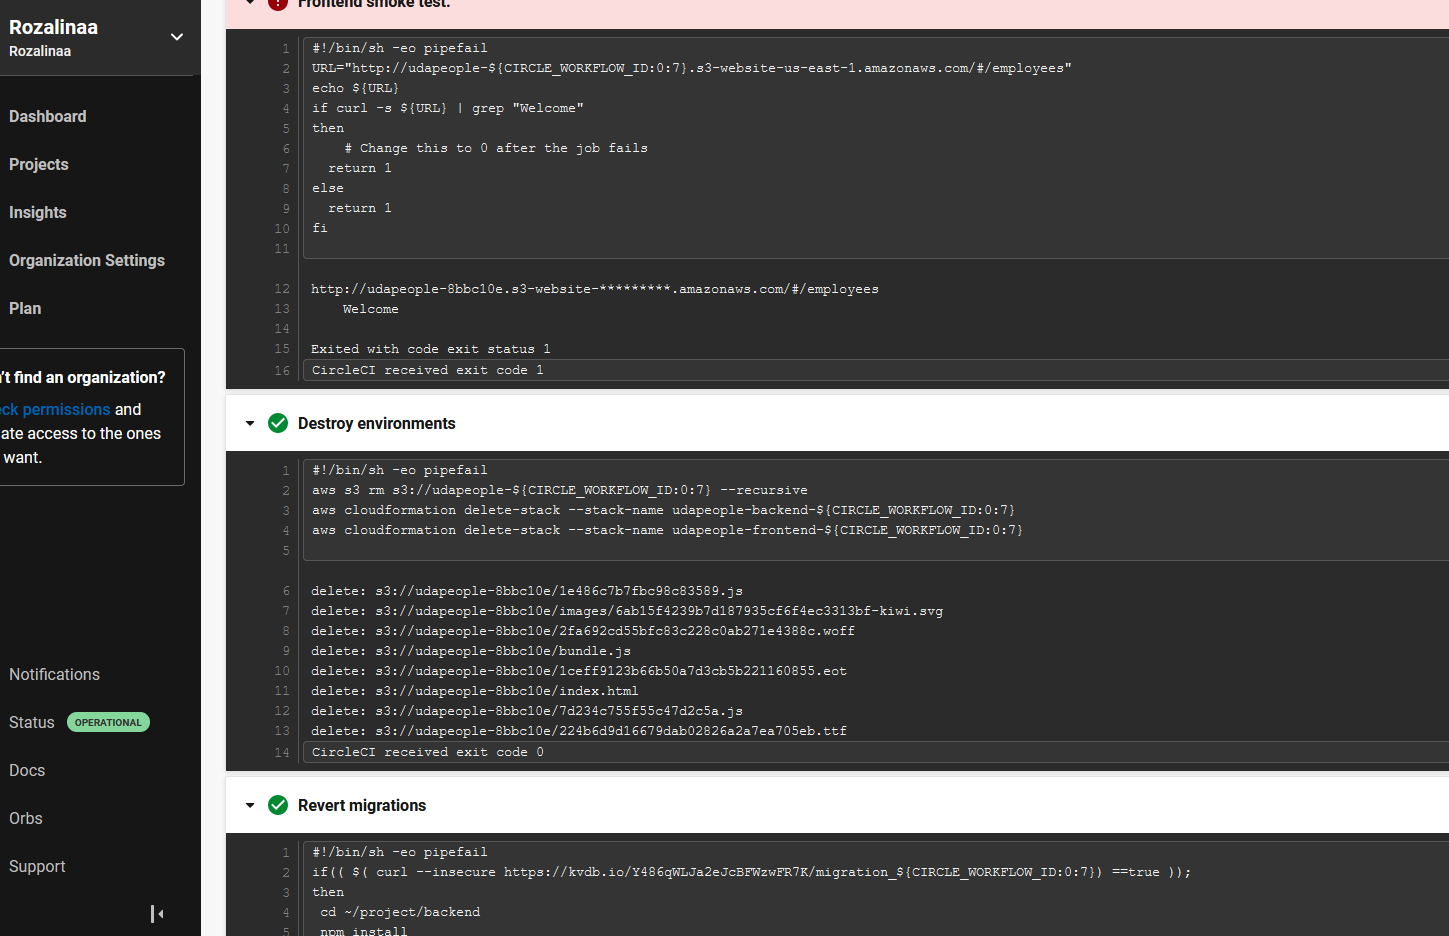 Rozalinaa
Rozalinaa
Dashboard
Projects
Insights
Organization Settings
Plan
't find an organization?
eck permissions and
ate access to the ones
want.
Notifications
Status OPERATIONAL
Docs
Orbs
Support
Frontend smoke test.
1 #!/bin/sh -eo pipefail
2 URL="http://udapeople-${CIRCLE_WORKFLOW_ID:0:7}.s3-website-us-east-1.amazonaws.com/#/employees"
3 echo ${URL}
4 if curl -s ${URL} | grep "Welcome"
5 then
6     # Change this to 0 after the job fails
7   return 1
8 else
9   return 1
10 fi
11
12 http://udapeople-8bbc10e.s3-website-*********.amazonaws.com/#/employees
13     Welcome
14
15 Exited with code exit status 1
16 CircleCI received exit code 1
Destroy environments
1 #!/bin/sh -eo pipefail
2 aws s3 rm s3://udapeople-${CIRCLE_WORKFLOW_ID:0:7} --recursive
3 aws cloudformation delete-stack --stack-name udapeople-backend-${CIRCLE_WORKFLOW_ID:0:7}
4 aws cloudformation delete-stack --stack-name udapeople-frontend-${CIRCLE_WORKFLOW_ID:0:7}
5
6 delete: s3://udapeople-8bbc10e/1e486c7b7fbc98c83589.js
7 delete: s3://udapeople-8bbc10e/images/6ab15f4239b7d187935cf6f4ec3313bf-kiwi.svg
8 delete: s3://udapeople-8bbc10e/2fa692cd55bfc83c228c0ab271e4388c.woff
9 delete: s3://udapeople-8bbc10e/bundle.js
10 delete: s3://udapeople-8bbc10e/1ceff9123b66b50a7d3cb5b221160855.eot
11 delete: s3://udapeople-8bbc10e/index.html
12 delete: s3://udapeople-8bbc10e/7d234c755f55c47d2c5a.js
13 delete: s3://udapeople-8bbc10e/224b6d9d16679dab02826a2a7ea705eb.ttf
14 CircleCI received exit code 0
Revert migrations
1 #!/bin/sh -eo pipefail
2 if(( $( curl --insecure https://kvdb.io/Y486qWLJa2eJcBFWzwFR7K/migration_${CIRCLE_WORKFLOW_ID:0:7}) ==true ));
3 then
4  cd ~/project/backend
5  npm install